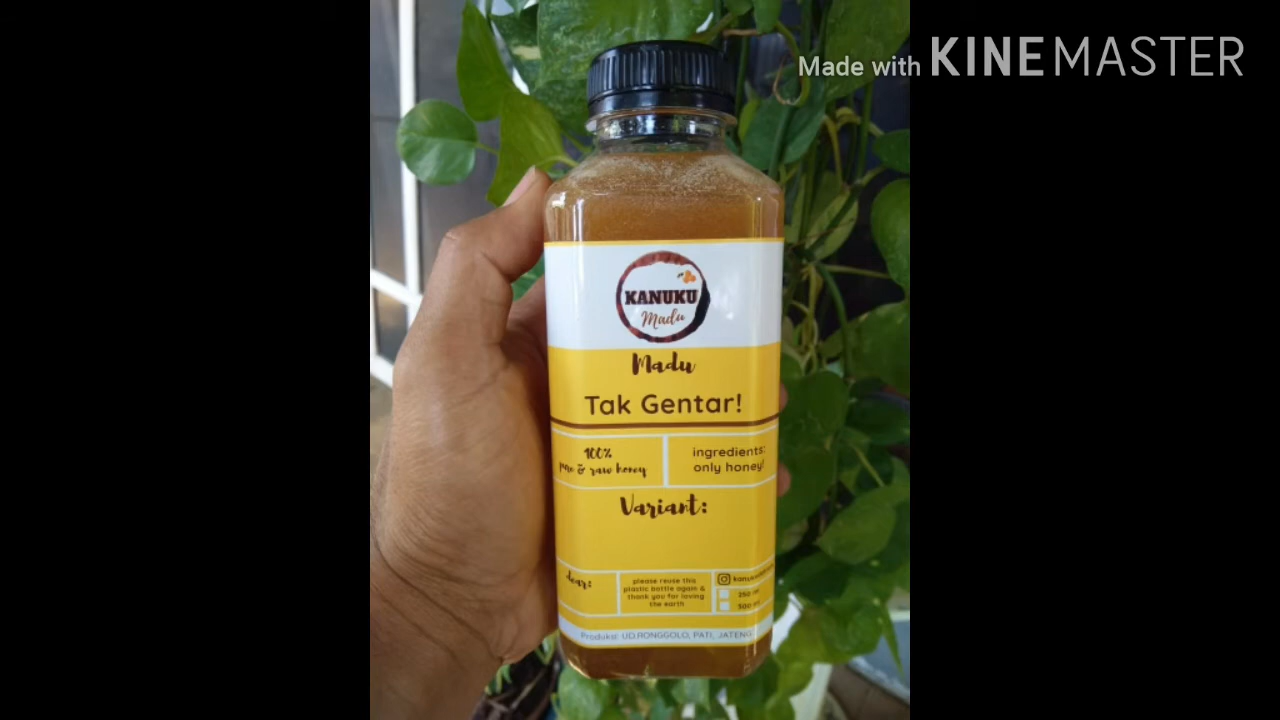 Made with KINEMASTER
KANUKU
Madu
Madu
Tak Gentar!
100%
pure & raw honey
ingredients:
only honey!
Variant:
dear:
please reuse this
plastic bottle again &
thank you for loving
the earth
250
500
Produksi: UD.RONGGOLO, PATI, JATENG